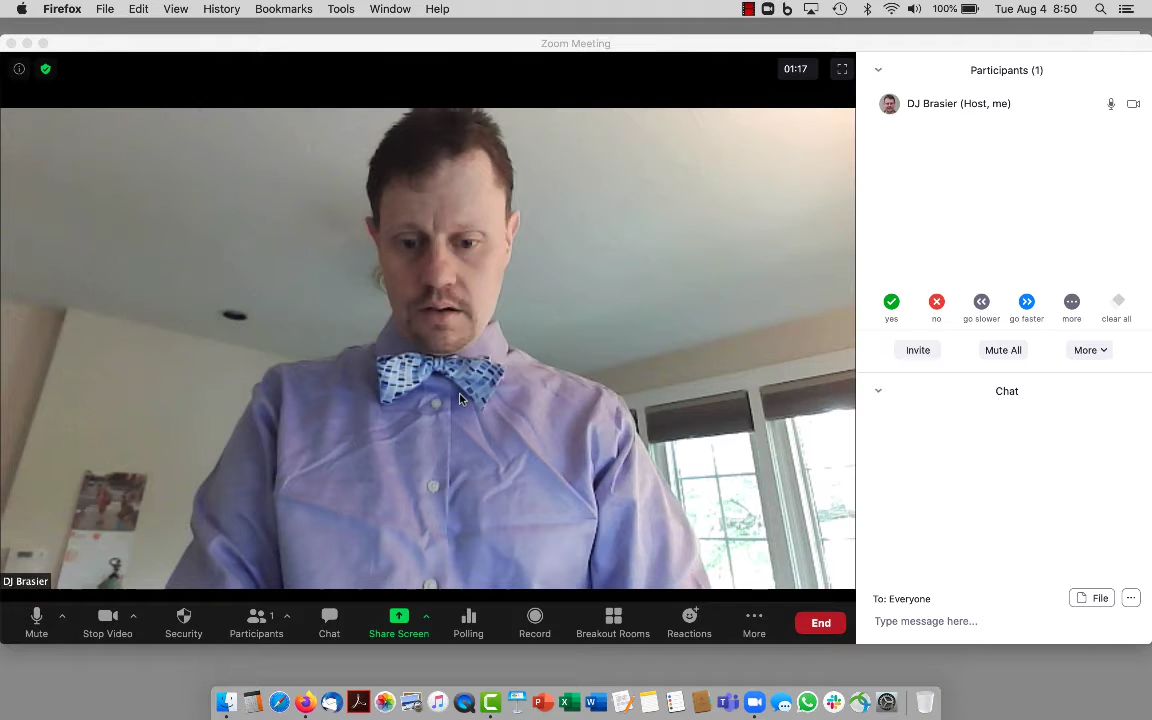 Firefox File Edit View History Bookmarks Tools Window Help 100% Tue Aug 4 8:50
Zoom Meeting
01:17
Participants (1)
DJ Brasier (Host, me)
yes no go slower go faster more clear all
Invite Mute All More
Chat
DJ Brasier
To: Everyone File
Type message here...
1
Mute Stop Video Security Participants Chat Share Screen Polling Record Breakout Rooms Reactions More End